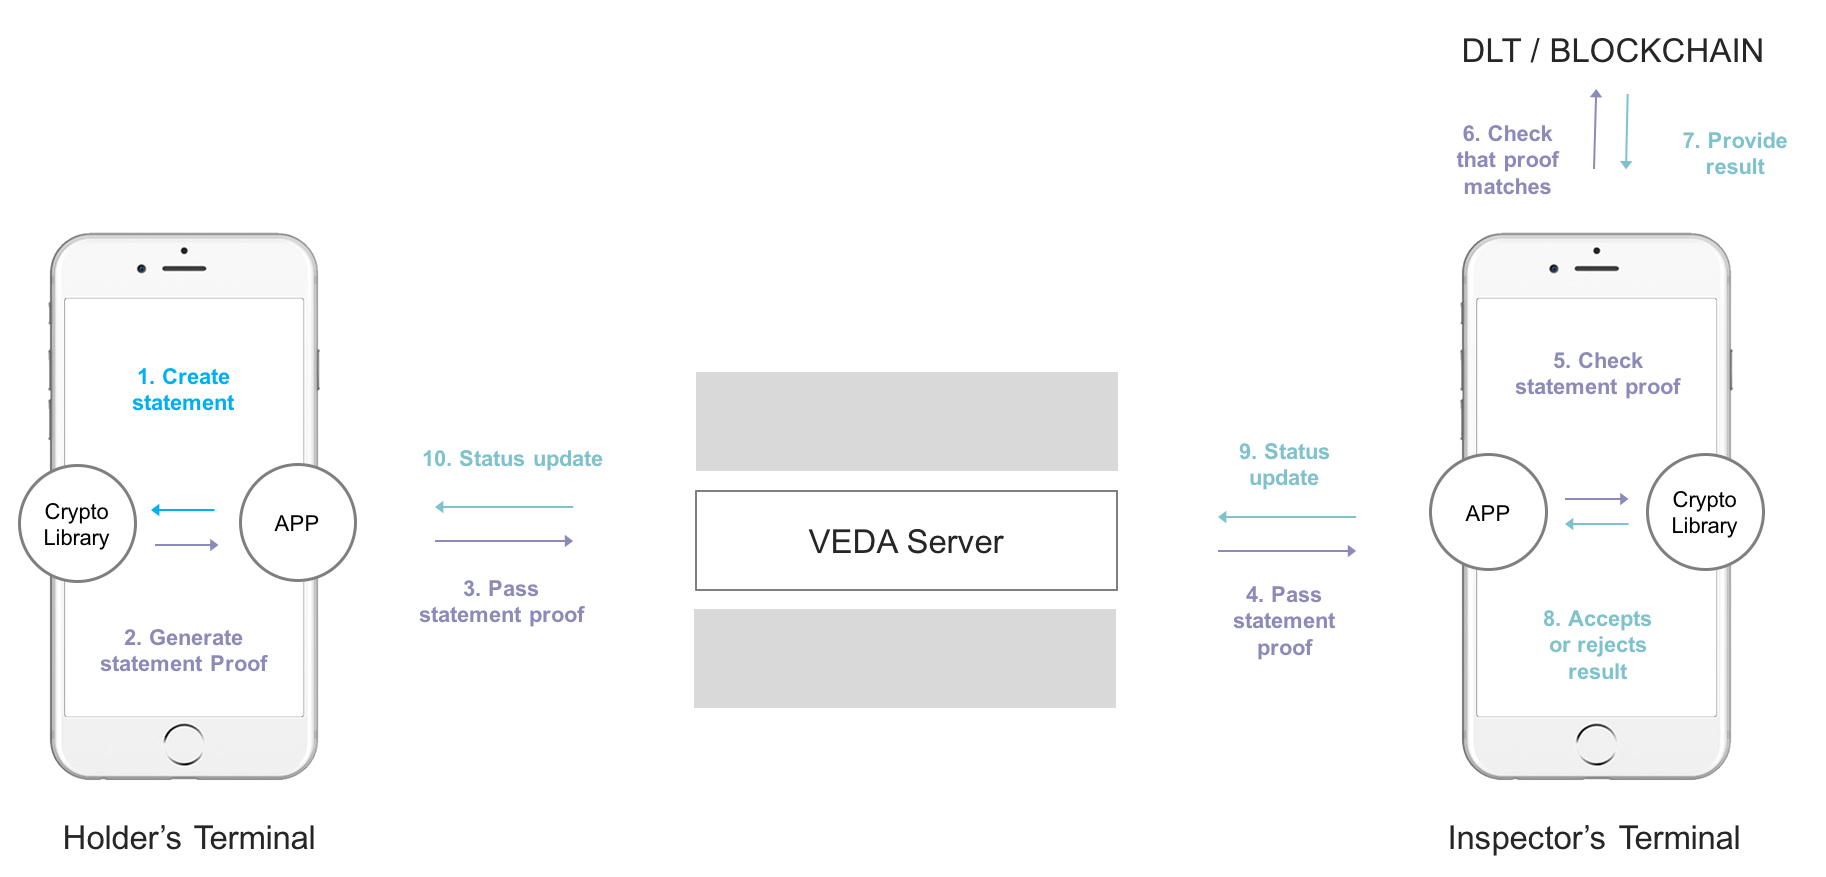 DLT / BLOCKCHAIN
6. Check
that proof
matches
7. Provide
result
1. Create
statement
Crypto
Library
APP
2. Generate
statement Proof
Holder's Terminal
10. Status update
3. Pass
statement proof
VEDA Server
9. Status
update
4. Pass
statement
proof
5. Check
statement proof
APP
Crypto
Library
8. Accepts
or rejects
result
Inspector's Terminal